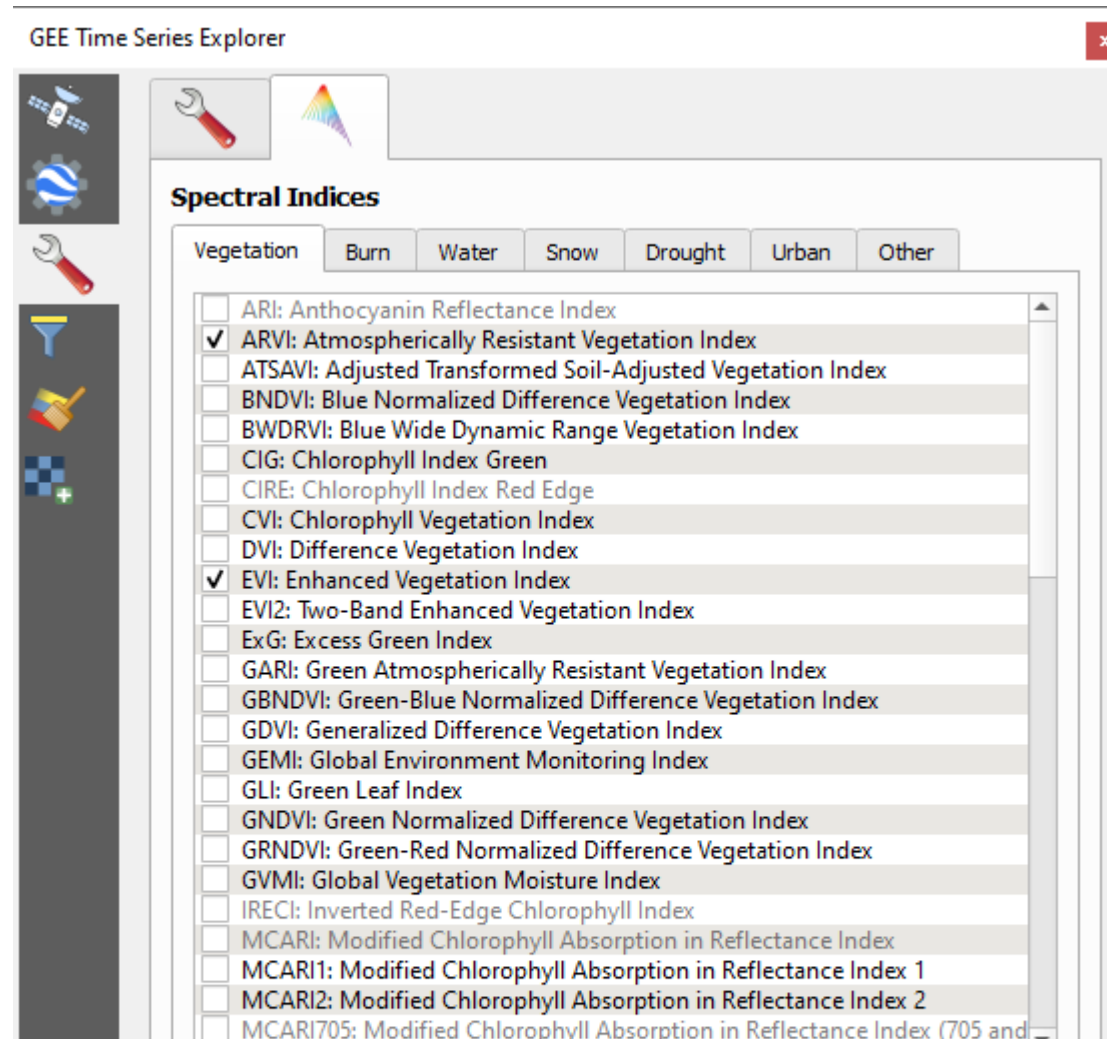 GEE Time Series Explorer
Spectral Indices
Vegetation Burn Water Snow Drought Urban Other
ARI: Anthocyanin Reflectance Index
ARVI: Atmospherically Resistant Vegetation Index
ATSAVI: Adjusted Transformed Soil-Adjusted Vegetation Index
BNDVI: Blue Normalized Difference Vegetation Index
BWDRVI: Blue Wide Dynamic Range Vegetation Index
CIG: Chlorophyll Index Green
CIRE: Chlorophyll Index Red Edge
CVI: Chlorophyll Vegetation Index
DVI: Difference Vegetation Index
EVI: Enhanced Vegetation Index
EVI2: Two-Band Enhanced Vegetation Index
ExG: Excess Green Index
GARI: Green Atmospherically Resistant Vegetation Index
GBNDVI: Green-Blue Normalized Difference Vegetation Index
GDVI: Generalized Difference Vegetation Index
GEMI: Global Environment Monitoring Index
GLI: Green Leaf Index
GNDVI: Green Normalized Difference Vegetation Index
GRNDVI: Green-Red Normalized Difference Vegetation Index
GVMI: Global Vegetation Moisture Index
IRECI: Inverted Red-Edge Chlorophyll Index
MCARI: Modified Chlorophyll Absorption in Reflectance Index
MCARI1: Modified Chlorophyll Absorption in Reflectance Index 1
MCARI2: Modified Chlorophyll Absorption in Reflectance Index 2
MCARI705: Modified Chlorophyll Absorption in Reflectance Index (705 and